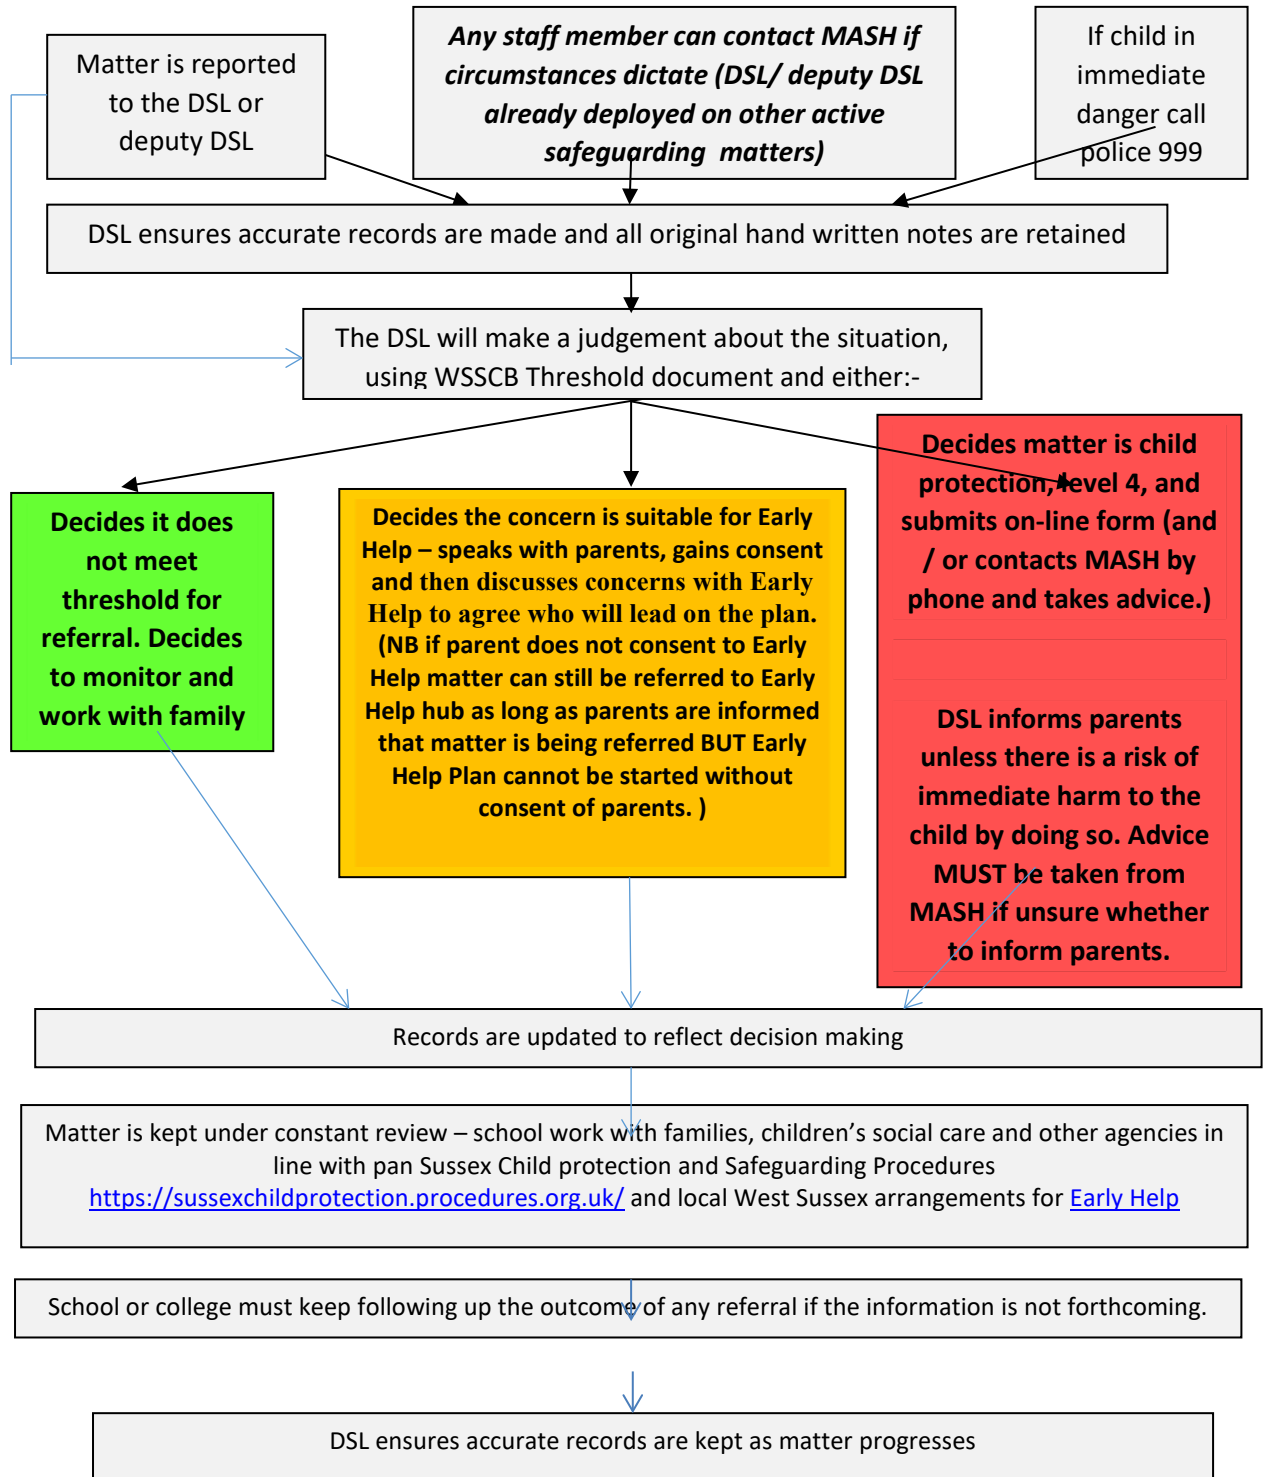 Matter is reported
to the DSL or
deputy DSL
Any staff member can contact MASH if
circumstances dictate (DSL/ deputy DSL
already deployed on other active
safeguarding  matters)
If child in
immediate
danger call
police 999
DSL ensures accurate records are made and all original hand written notes are retained
The DSL will make a judgement about the situation,
using WSSCB Threshold document and either:-
Decides it does
not meet
threshold for
referral. Decides
to monitor and
work with family
Decides the concern is suitable for Early
Help – speaks with parents, gains consent
and then discusses concerns with Early
Help to agree who will lead on the plan.
(NB if parent does not consent to Early
Help matter can still be referred to Early
Help hub as long as parents are informed
that matter is being referred BUT Early
Help Plan cannot be started without
consent of parents. )
Decides matter is child
protection, level 4, and
submits on-line form (and
/ or contacts MASH by
phone and takes advice.)
DSL informs parents
unless there is a risk of
immediate harm to the
child by doing so. Advice
MUST be taken from
MASH if unsure whether
to inform parents.
Records are updated to reflect decision making
Matter is kept under constant review – school work with families, children’s social care and other agencies in
line with pan Sussex Child protection and Safeguarding Procedures
https://sussexchildprotection.procedures.org.uk/ and local West Sussex arrangements for Early Help
School or college must keep following up the outcome of any referral if the information is not forthcoming.
DSL ensures accurate records are kept as matter progresses